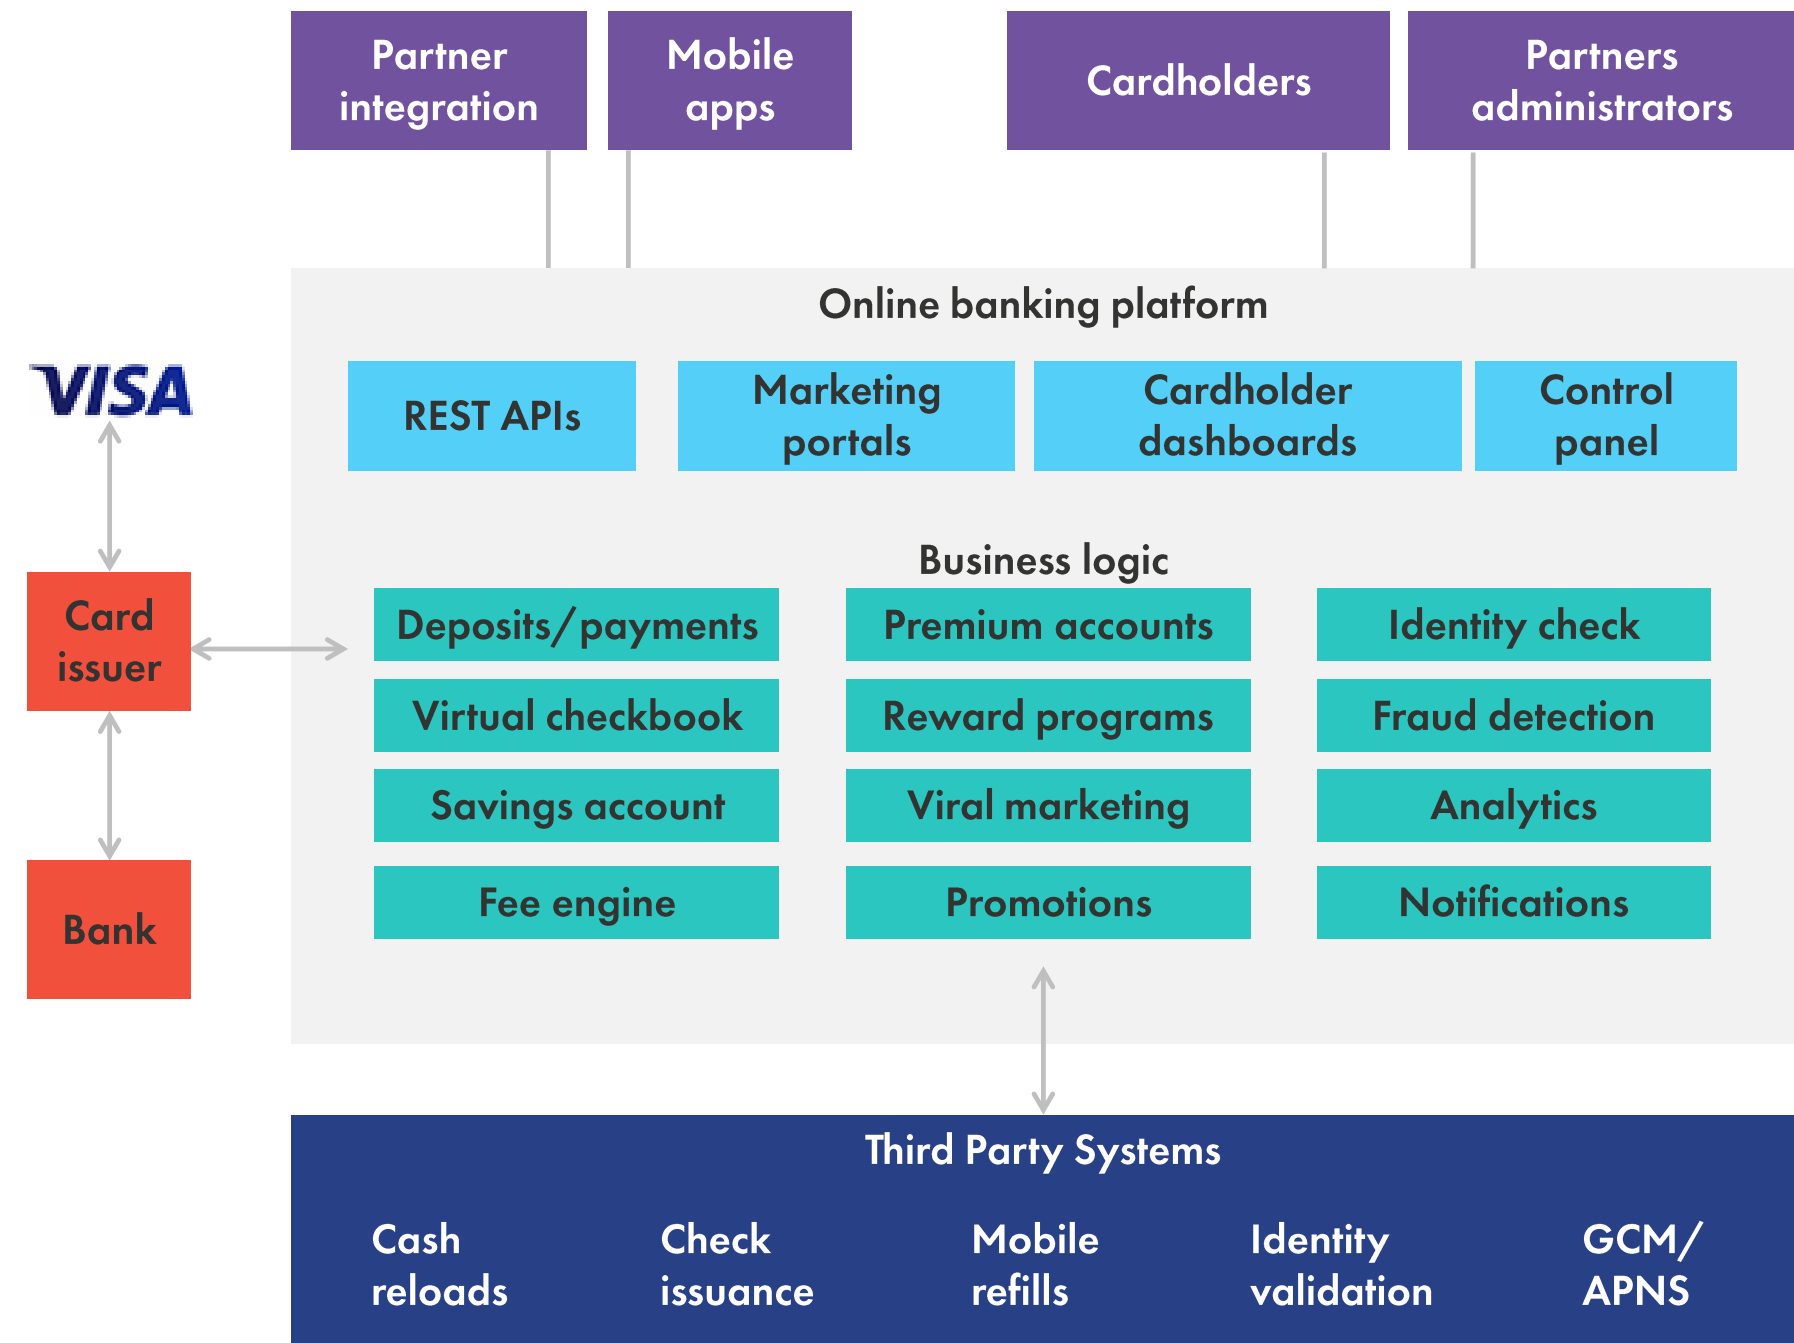 Partner
integration
Mobile
apps
Cardholders
Partners
administrators
Online banking platform
REST APIs
Marketing
portals
Cardholder
dashboards
Control
panel
VISA
Card
issuer
Bank
Business logic
Deposits/payments
Premium accounts
Identity check
Virtual checkbook
Reward programs
Fraud detection
Savings account
Viral marketing
Analytics
Fee engine
Promotions
Notifications
Third Party Systems
Cash
reloads
Check
issuance
Mobile
refills
Identity
validation
GCM/
APNS